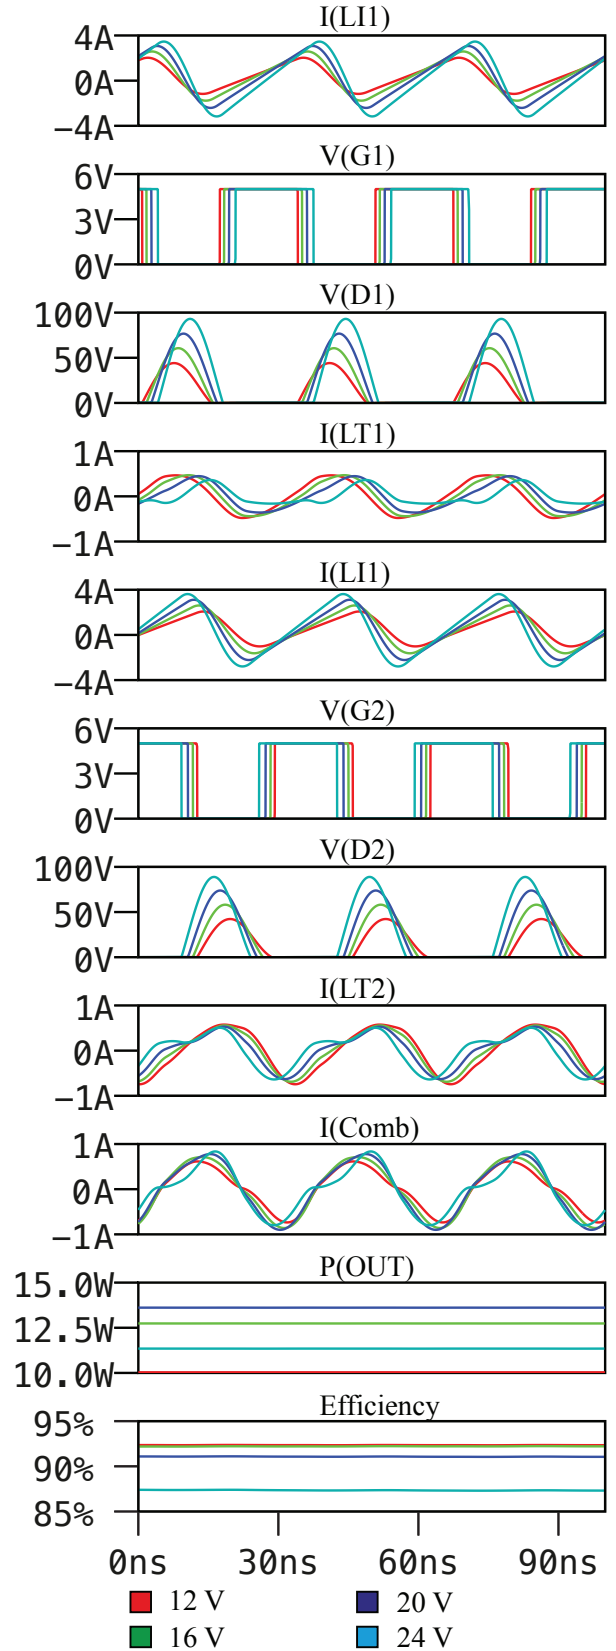 I(LI1)
4A
0A
−4A
V(G1)
6V
3V
0V
V(D1)
100V
50V
0V
I(LT1)
1A
0A
−1A
I(LI1)
4A
0A
−4A
V(G2)
6V
3V
0V
V(D2)
100V
50V
0V
I(LT2)
1A
0A
−1A
I(Comb)
1A
0A
−1A
P(OUT)
15.0W
12.5W
10.0W
Efficiency
95%
90%
85%
0ns 30ns 60ns 90ns
12 V 20 V
16 V 24 V